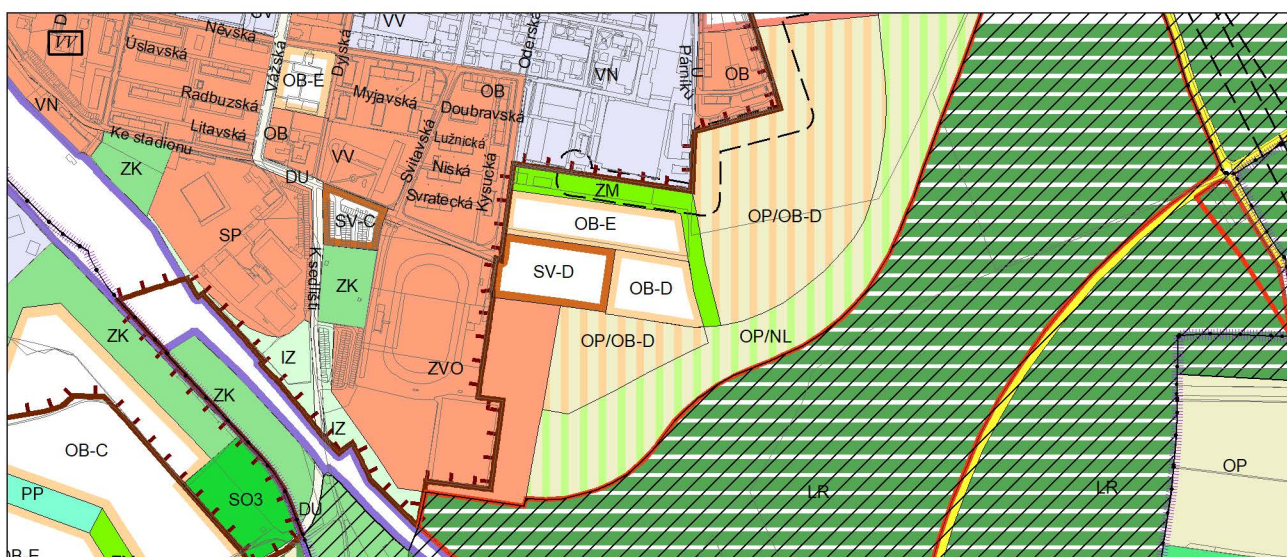 VV
VV
Úslavská
Něvská
Vážská
Dyjská
Oderská
U
Párníků
OB
OB-E
VN
VN
Radbuzská
Myjavská
OB
Doubravská
Litavská
OB
Ke stadionu
VV
Lužnická
Svitavská
Niská
Kysucká
Svratecká
ZK
DU
ZM
SV-C
SP
OB-E
OP/OB-D
K sedlišti
ZK
SV-D
OB-D
ZK
IZ
ZVO
OP/OB-D
OP/NL
ZK
IZ
OB-C
SO3
DU
PP
LR
LR
OP